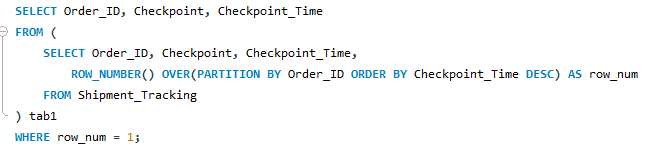 SELECT Order_ID, Checkpoint, Checkpoint_Time
FROM (
    SELECT Order_ID, Checkpoint, Checkpoint_Time,
        ROW_NUMBER() OVER(PARTITION BY Order_ID ORDER BY Checkpoint_Time DESC) AS row_num
    FROM Shipment_Tracking
) tab1
WHERE row_num = 1;